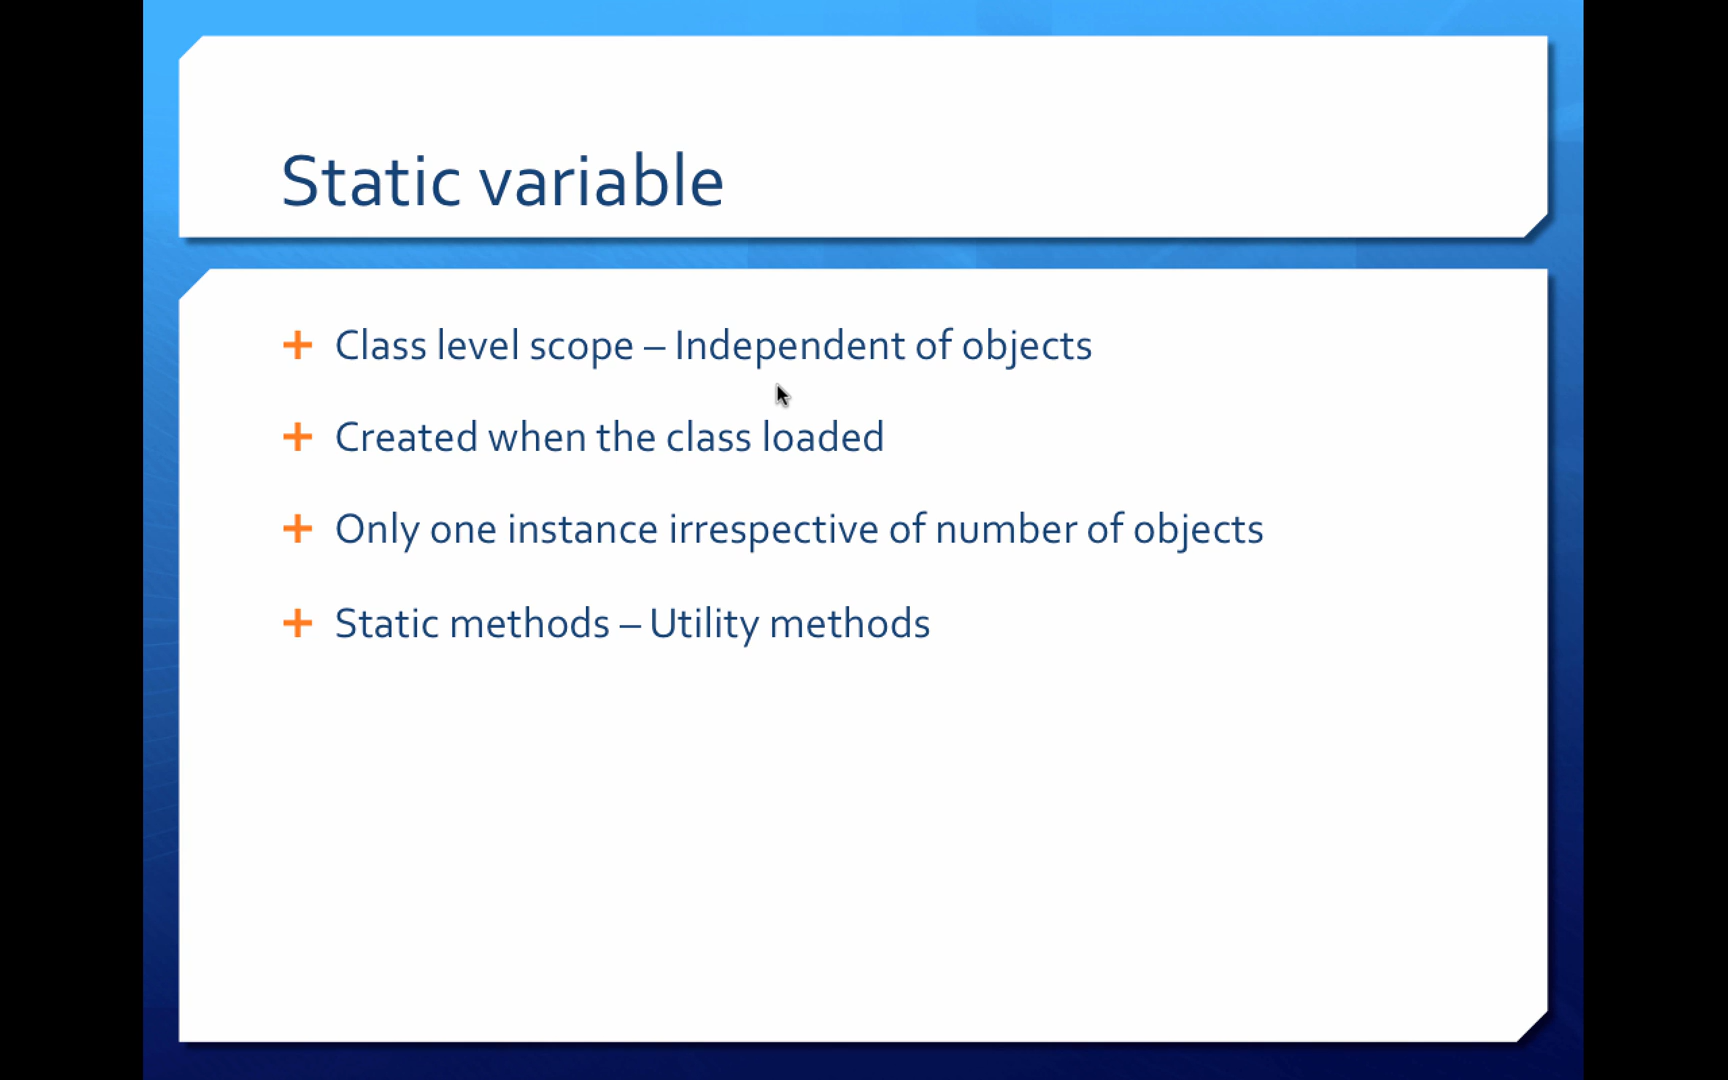 Static variable
Class level scope – Independent of objects
Created when the class loaded
Only one instance irrespective of number of objects
Static methods – Utility methods